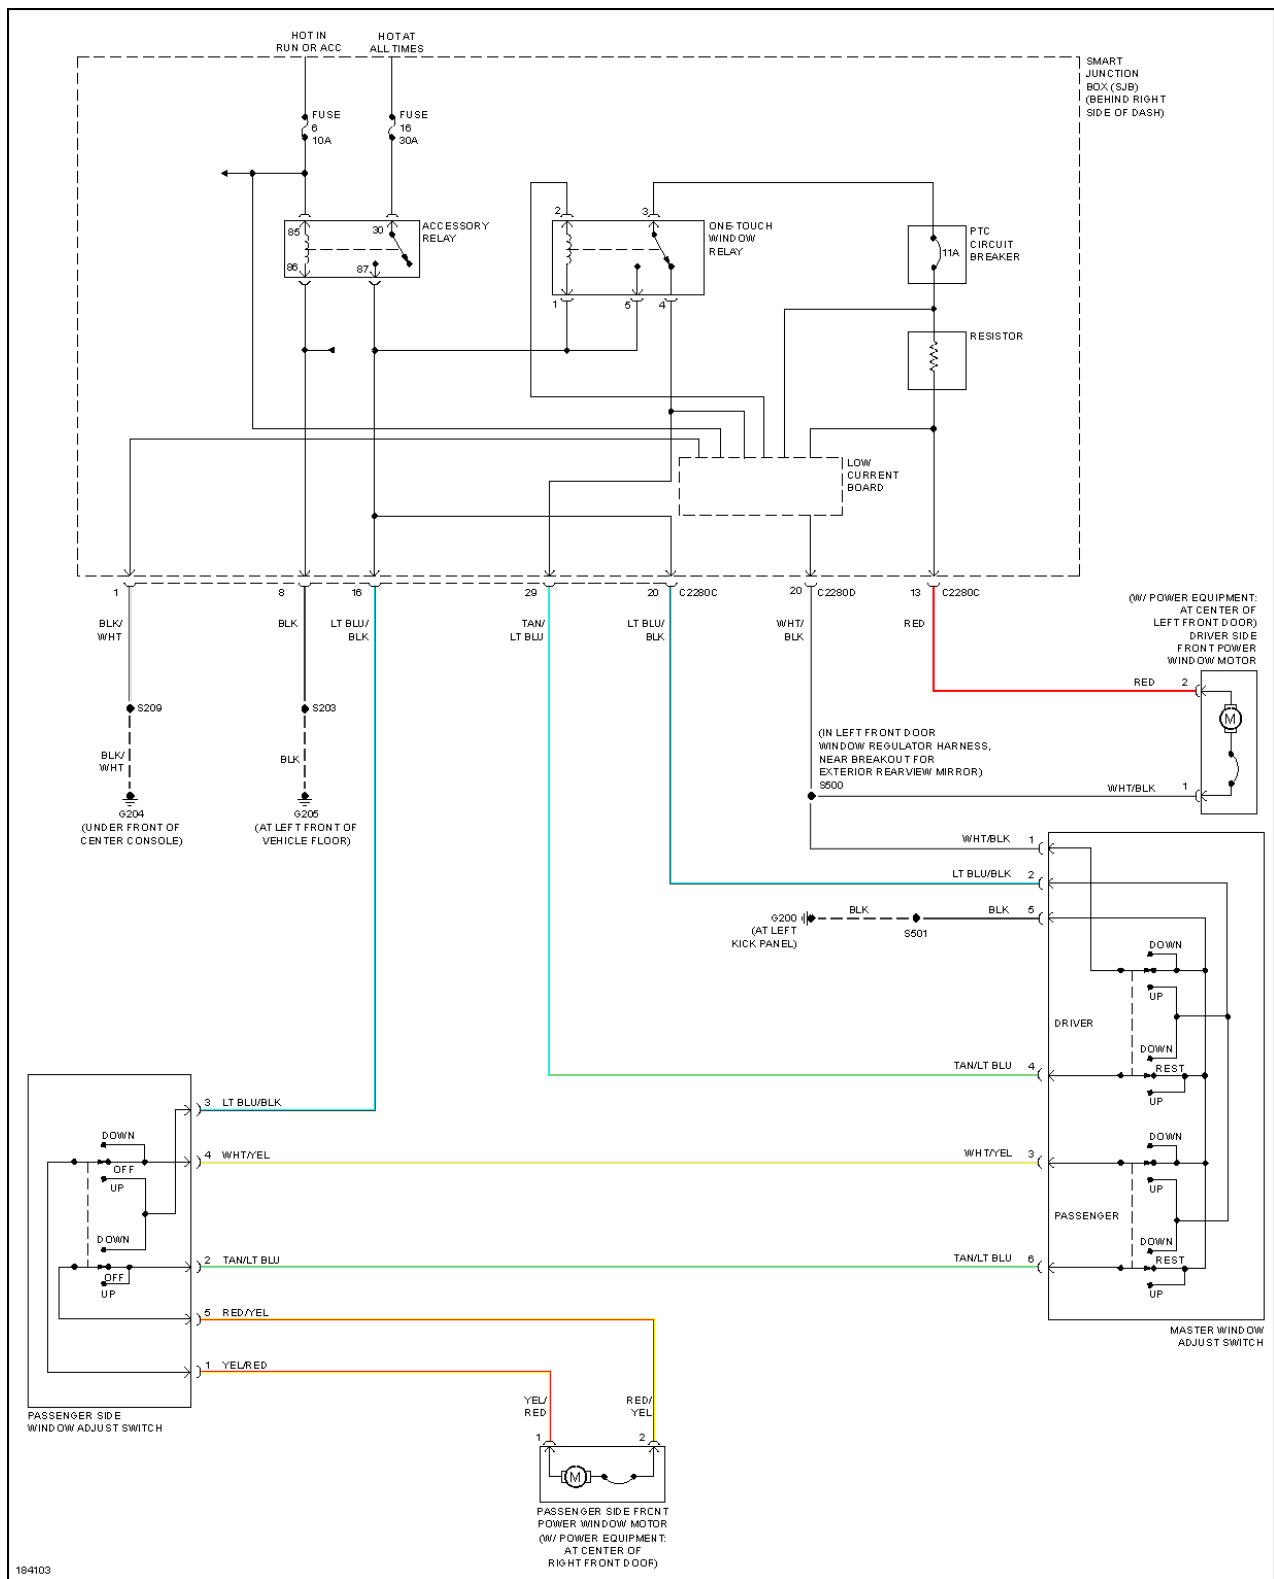 HOT IN
RUN OR ACC
HOT AT
ALL TIMES
SMART
JUNCTION
BOX (SJB)
(BEHIND RIGHT
SIDE OF DASH)
FUSE
6
10A
FUSE
16
30A
85
30
86
87
ACCESSORY
RELAY
2
3
1
5
4
ONE-TOUCH
WINDOW
RELAY
11A
PTC
CIRCUIT
BREAKER
RESISTOR
LOW
CURRENT
BOARD
1
8
16
29
20
C2280C
20
C2280D
13
C2280C
BLK/
WHT
BLK
LT BLU/
BLK
TAN/
LT BLU
LT BLU/
BLK
WHT/
BLK
RED
(W/ POWER EQUIPMENT:
AT CENTER OF
LEFT FRONT DOOR)
DRIVER SIDE
FRONT POWER
WINDOW MOTOR
RED
2
M
S209
S203
BLK/
WHT
BLK
(IN LEFT FRONT DOOR
WINDOW REGULATOR HARNESS,
NEAR BREAKOUT FOR
EXTERIOR REARVIEW MIRROR)
S500
WHT/BLK
1
G204
(UNDER FRONT OF
CENTER CONSOLE)
G205
(AT LEFT FRONT OF
VEHICLE FLOOR)
WHT/BLK
1
LT BLU/BLK
2
G200
(AT LEFT
KICK PANEL)
BLK
S501
BLK
5
DOWN
UP
DRIVER
DOWN
REST
UP
TAN/LT BLU
4
3
LT BLU/BLK
DOWN
OFF
UP
4
WHT/YEL
WHT/YEL
3
DOWN
UP
PASSENGER
DOWN
REST
UP
DOWN
OFF
UP
2
TAN/LT BLU
TAN/LT BLU
6
5
RED/YEL
1
YEL/RED
MASTER WINDOW
ADJUST SWITCH
PASSENGER SIDE
WINDOW ADJUST SWITCH
YEL/
RED
RED/
YEL
1
2
M
PASSENGER SIDE FRCNT
POWER WINDOW MOTOR
(W/ POWER EQUIPMENT:
AT CENTER OF
RIGHT FRONT DOOR)
184103